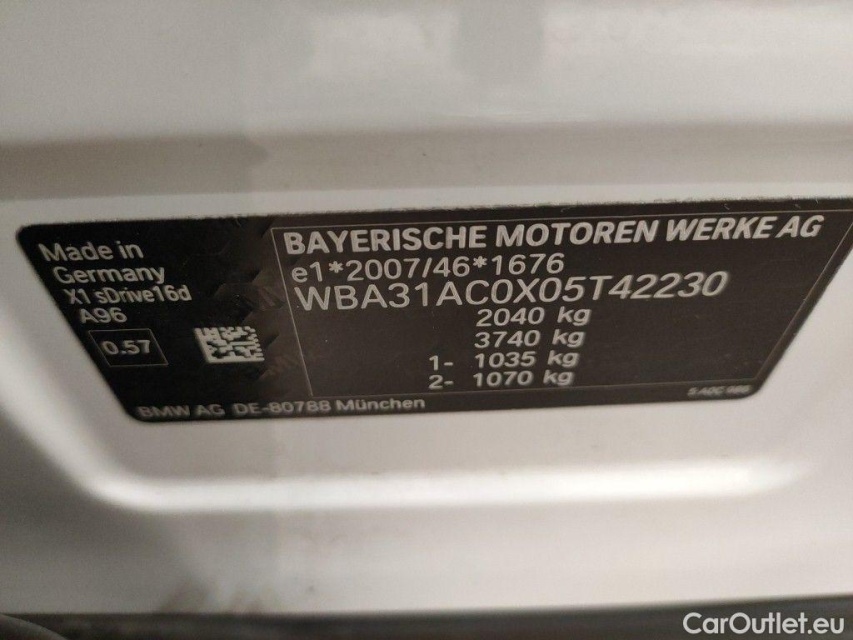 Made in
Germany
X1 sDrive16d
A96
0.57
BAYERISCHE MOTOREN WERKE AG
e1*2007/46*1676
WBA31AC0X05T42230
2040 kg
3740 kg
1- 1035 kg
2- 1070 kg
BMW AG DE-80788 München
CarOutlet.eu